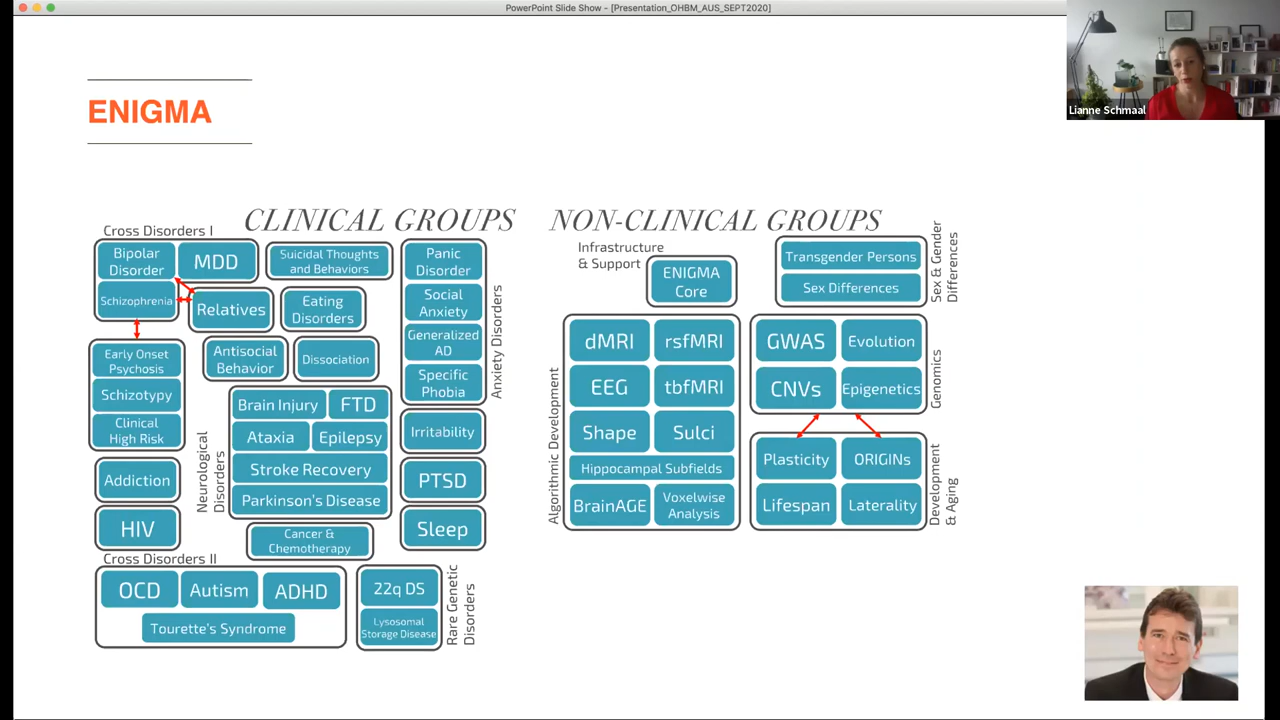 PowerPoint Slide Show - [Presentation_OHBM_AUS_SEPT2020]
Lianne Schmaal
ENIGMA
CLINICAL GROUPS
Cross Disorders I
Bipolar
Disorder
MDD
Schizophrenia
Relatives
Suicidal Thoughts
and Behaviors
Eating
Disorders
Antisocial
Behavior
Dissociation
Early Onset
Psychosis
Schizotypy
Clinical
High Risk
Addiction
HIV
Neurological
Disorders
Brain Injury
FTD
Ataxia
Epilepsy
Stroke Recovery
Parkinson's Disease
Cancer &
Chemotherapy
Panic
Disorder
Social
Anxiety
Generalized
AD
Specific
Phobia
Anxiety Disorders
Irritability
PTSD
Sleep
Cross Disorders II
OCD
Autism
ADHD
Tourette's Syndrome
22q DS
Lysosomal
Storage Disease
Rare Genetic
Disorders
NON-CLINICAL GROUPS
Infrastructure
& Support
ENIGMA
Core
Transgender Persons
Sex Differences
Sex & Gender
Differences
Algorithmic Development
dMRI
rsfMRI
EEG
tbfMRI
Shape
Sulci
Hippocampal Subfields
BrainAGE
Voxelwise
Analysis
GWAS
Evolution
CNVs
Epigenetics
Genomics
Plasticity
ORIGINs
Lifespan
Laterality
Development
& Aging